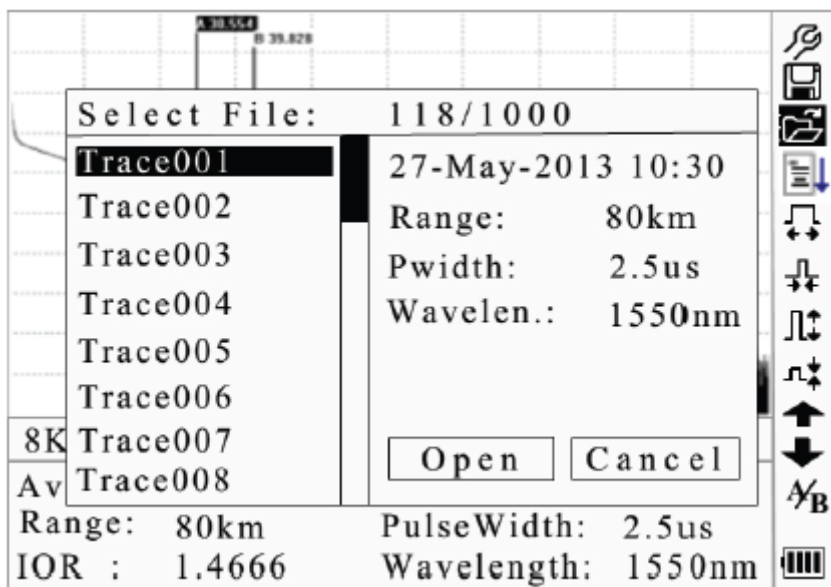 A 30.554
B 39.828
Select File: 118/1000
Trace001
Trace002
Trace003
Trace004
Trace005
Trace006
Trace007
Trace008
27-May-2013 10:30
Range: 80km
Pwidth: 2.5us
Wavelen.: 1550nm
Open Cancel
8K
Av
Range: 80km PulseWidth: 2.5us
IOR : 1.4666 Wavelength: 1550nm
A/B